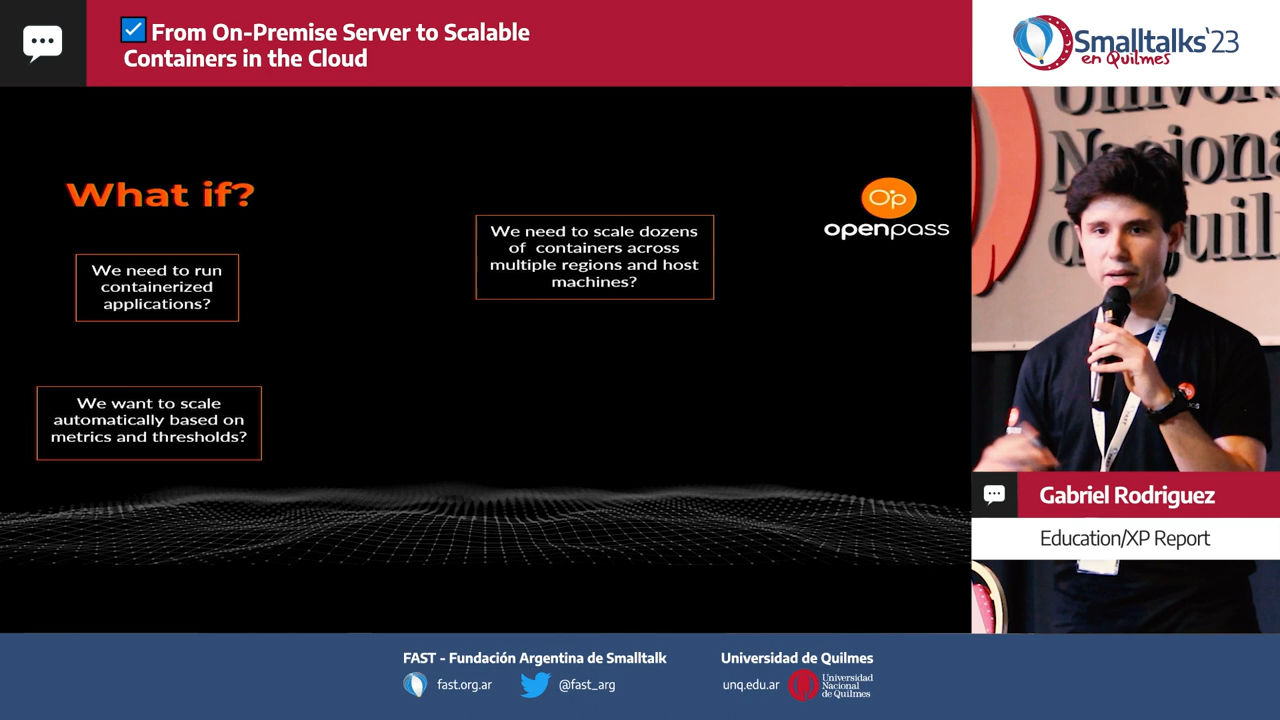 From On-Premise Server to Scalable
Containers in the Cloud
Smalltalks'23
en Quilmes
What if?
Op
openpass
We need to run
containerized
applications?
We need to scale dozens
of containers across
multiple regions and host
machines?
We want to scale
automatically based on
metrics and thresholds?
Gabriel Rodriguez
Education/XP Report
FAST - Fundación Argentina de Smalltalk
fast.org.ar
@fast_arg
Universidad de Quilmes
unq.edu.ar
Universidad
Nacional
de Quilmes